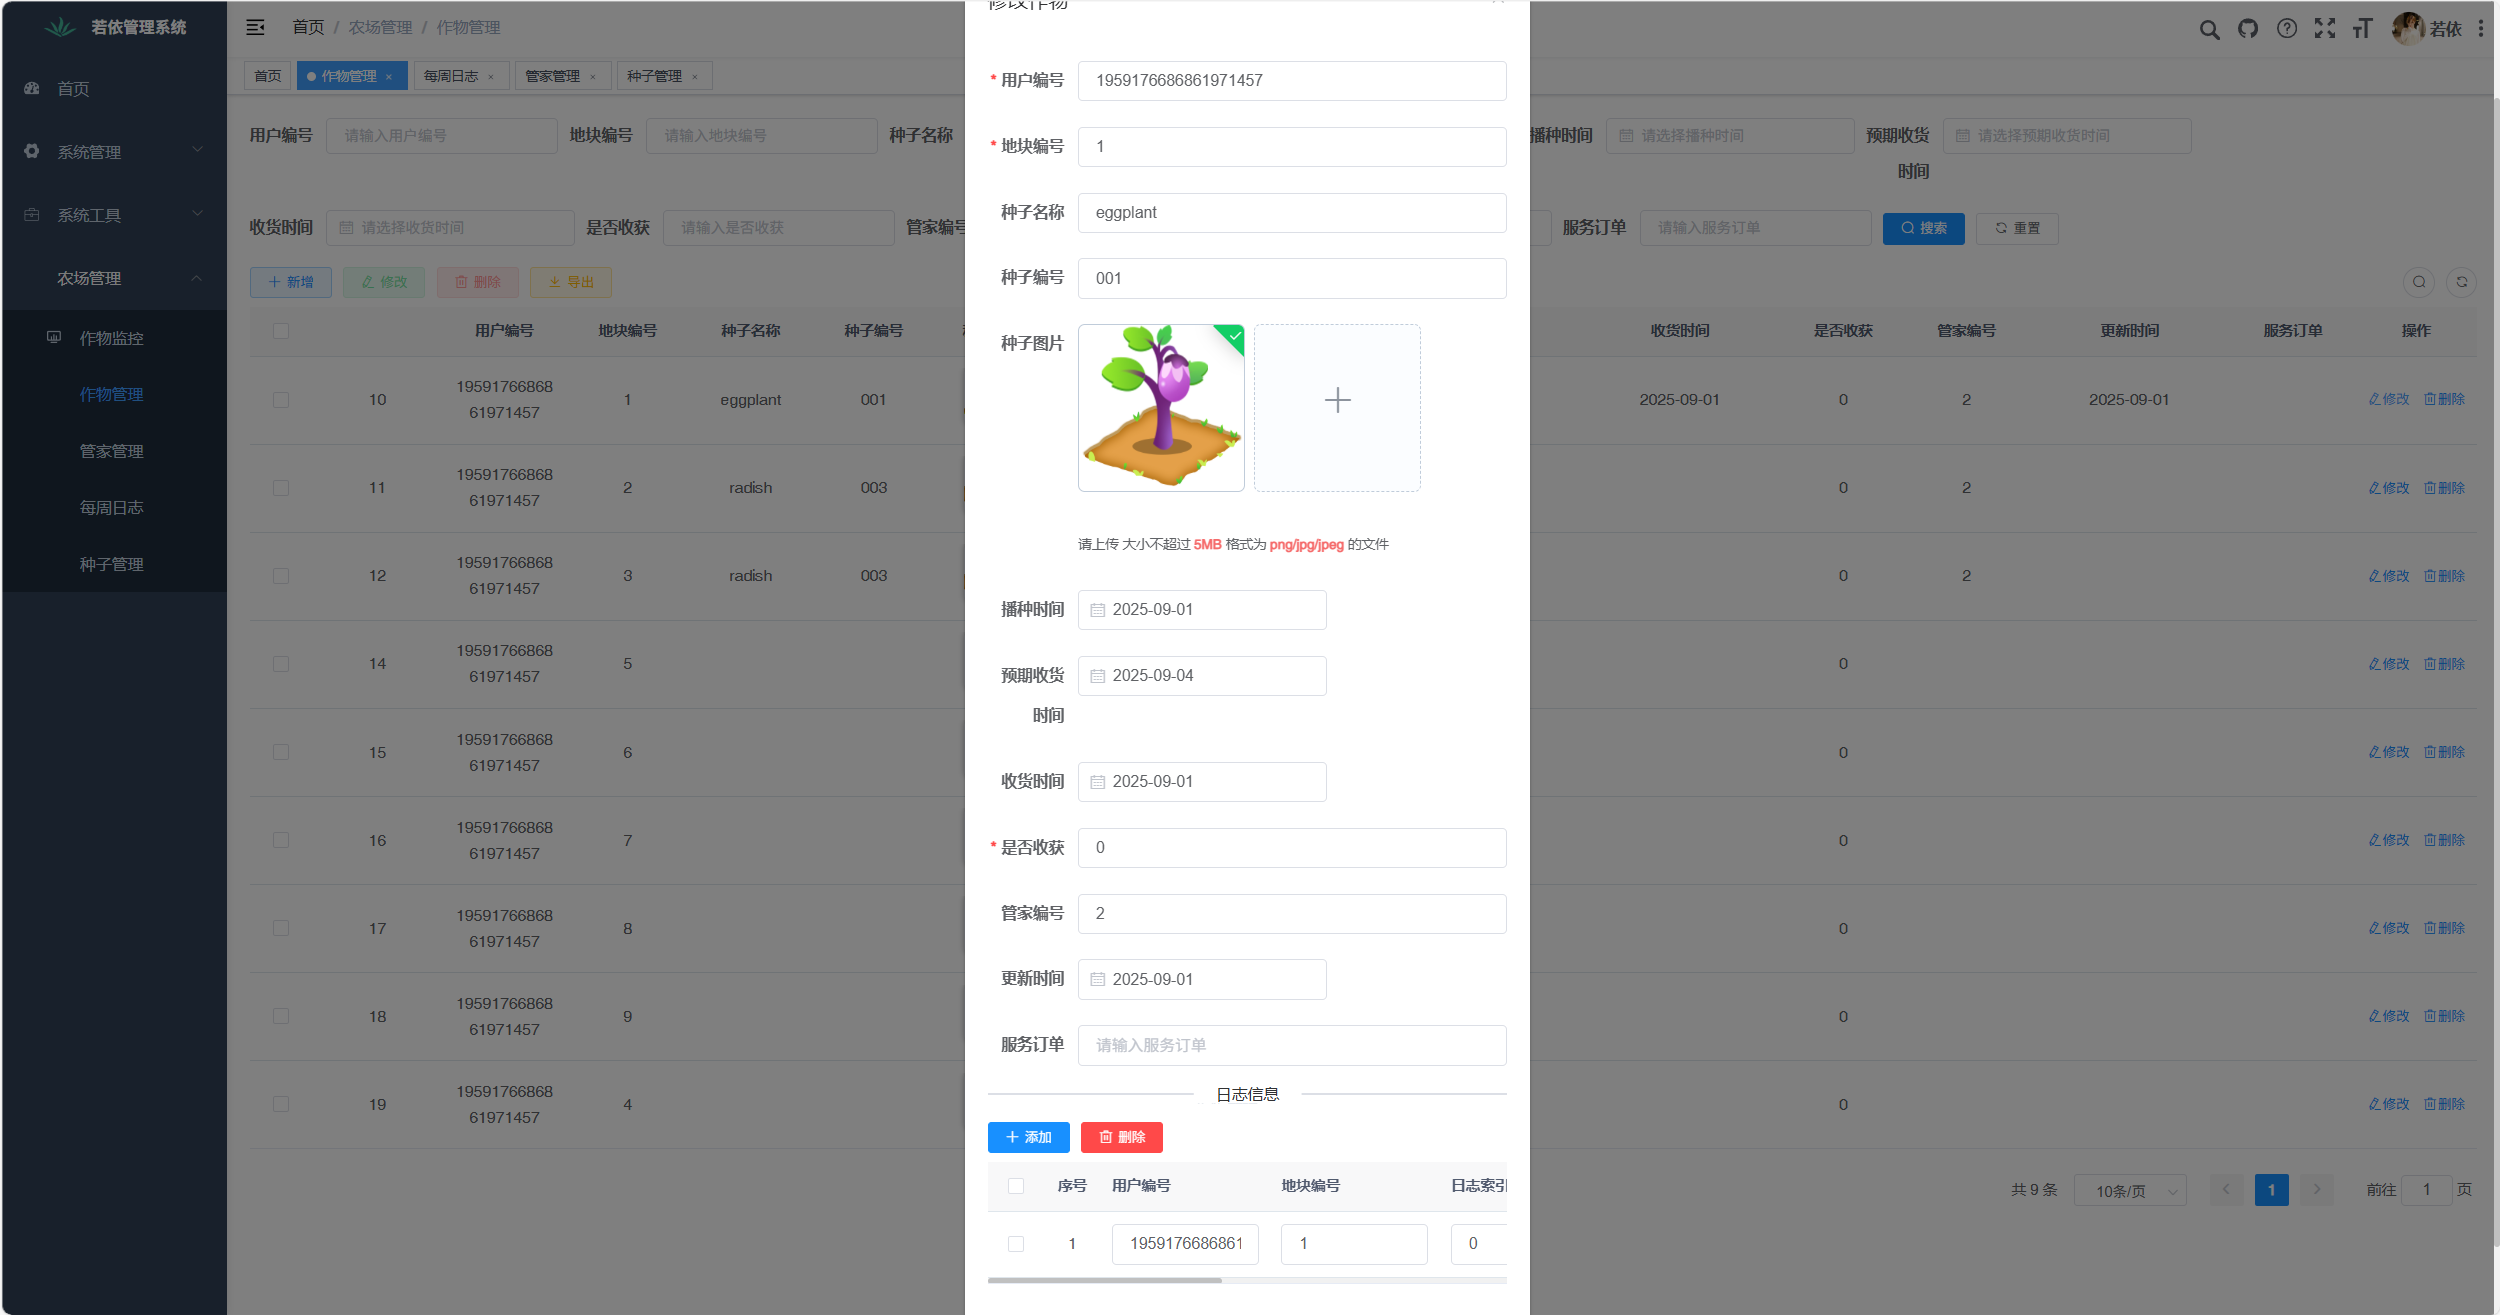 若依管理系统
首页
系统管理
系统工具
农场管理
作物监控
作物管理
管家管理
每周日志
种子管理
首页 / 农场管理 / 作物管理
若依
首页
作物管理 ×
每周日志 ×
管家管理 ×
种子管理 ×
用户编号 请输入用户编号 地块编号 请输入地块编号 种子名称 播种时间 请选择播种时间 预期收货时间 请选择预期收货时间
收货时间 请选择收货时间 是否收获 请输入是否收获 管家编号 服务订单 请输入服务订单 搜索 重置
新增 修改 删除 导出
用户编号 地块编号 种子名称 种子编号 收货时间 是否收获 管家编号 更新时间 服务订单 操作
10 1959176686861971457 1 eggplant 001 2025-09-01 0 2 2025-09-01 修改 删除
11 1959176686861971457 2 radish 003 0 2 修改 删除
12 1959176686861971457 3 radish 003 0 2 修改 删除
14 1959176686861971457 5 0 修改 删除
15 1959176686861971457 6 0 修改 删除
16 1959176686861971457 7 0 修改 删除
17 1959176686861971457 8 0 修改 删除
18 1959176686861971457 9 0 修改 删除
19 1959176686861971457 4 0 修改 删除
共 9 条 10条/页 1 前往 1 页
修改作物
* 用户编号 1959176686861971457
* 地块编号 1
种子名称 eggplant
种子编号 001
种子图片
请上传 大小不超过 5MB 格式为 png/jpg/jpeg 的文件
播种时间 2025-09-01
预期收货时间 2025-09-04
收货时间 2025-09-01
* 是否收获 0
管家编号 2
更新时间 2025-09-01
服务订单 请输入服务订单
日志信息
添加 删除
序号 用户编号 地块编号 日志索引
1 1959176686861 1 0